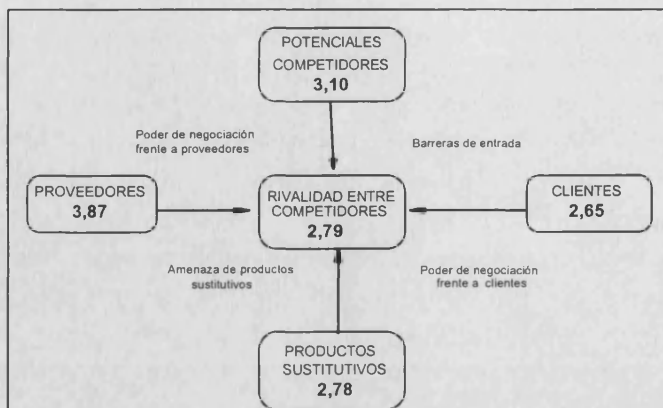 POTENCIALES
COMPETIDORES
3,10
Poder de negociación
frente a proveedores
Barreras de entrada
PROVEEDORES
3,87
RIVALIDAD ENTRE
COMPETIDORES
2,79
CLIENTES
2,65
Amenaza de productos
sustitutivos
Poder de negociación
frente a clientes
PRODUCTOS
SUSTITUTIVOS
2,78